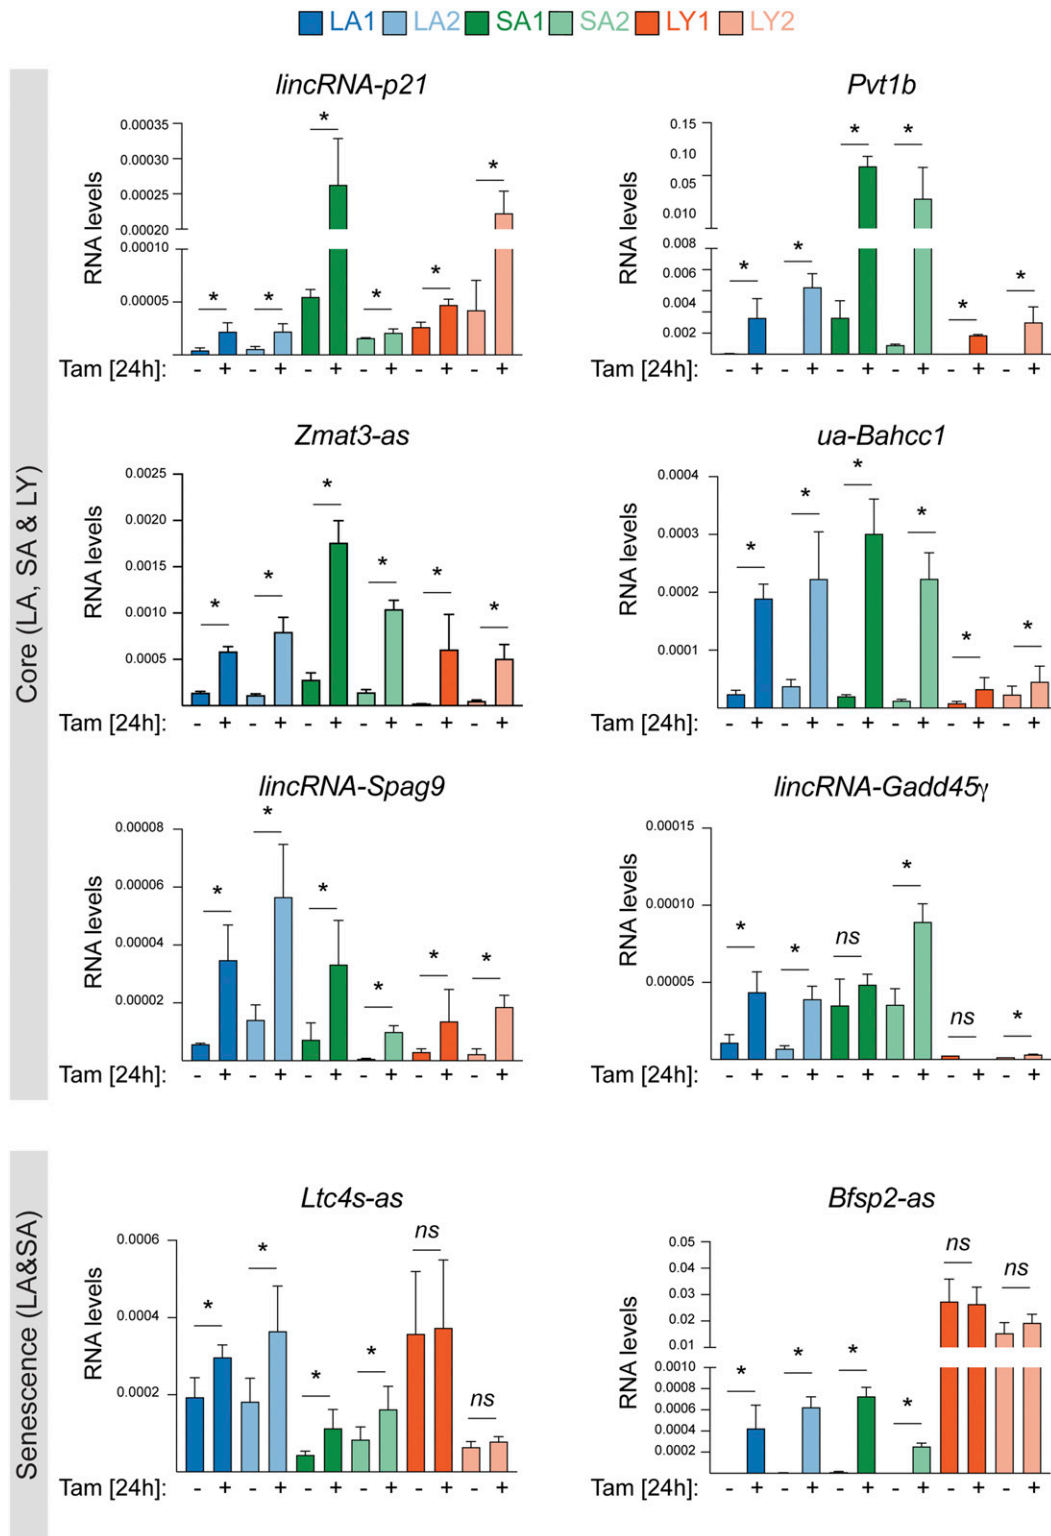 LA1 LA2 SA1 SA2 LY1 LY2
Core (LA, SA & LY)
lincRNA-p21
RNA levels
0.00035
0.00030
0.00025
0.00020
0.00010
0.00005
* * * * * *
Tam [24h]: - + - + - + - + - + - +
Pvt1b
RNA levels
0.15
0.10
0.05
0.010
0.008
0.006
0.004
0.002
* * * * * *
Tam [24h]: - + - + - + - + - + - +
Zmat3-as
RNA levels
0.0025
0.0020
0.0015
0.0010
0.0005
* * * * * *
Tam [24h]: - + - + - + - + - + - +
ua-Bahcc1
RNA levels
0.0004
0.0003
0.0002
0.0001
* * * * * *
Tam [24h]: - + - + - + - + - + - +
lincRNA-Spag9
RNA levels
0.00008
0.00006
0.00004
0.00002
* * * * * *
Tam [24h]: - + - + - + - + - + - +
lincRNA-Gadd45γ
RNA levels
0.00015
0.00010
0.00005
* * ns * ns *
Tam [24h]: - + - + - + - + - + - +
Senescence (LA&SA)
Ltc4s-as
RNA levels
0.0006
0.0004
0.0002
* * * * ns ns
Tam [24h]: - + - + - + - + - + - +
Bfsp2-as
RNA levels
0.05
0.04
0.03
0.02
0.01
0.0010
0.0008
0.0006
0.0004
0.0002
* * * * ns ns
Tam [24h]: - + - + - + - + - + - +